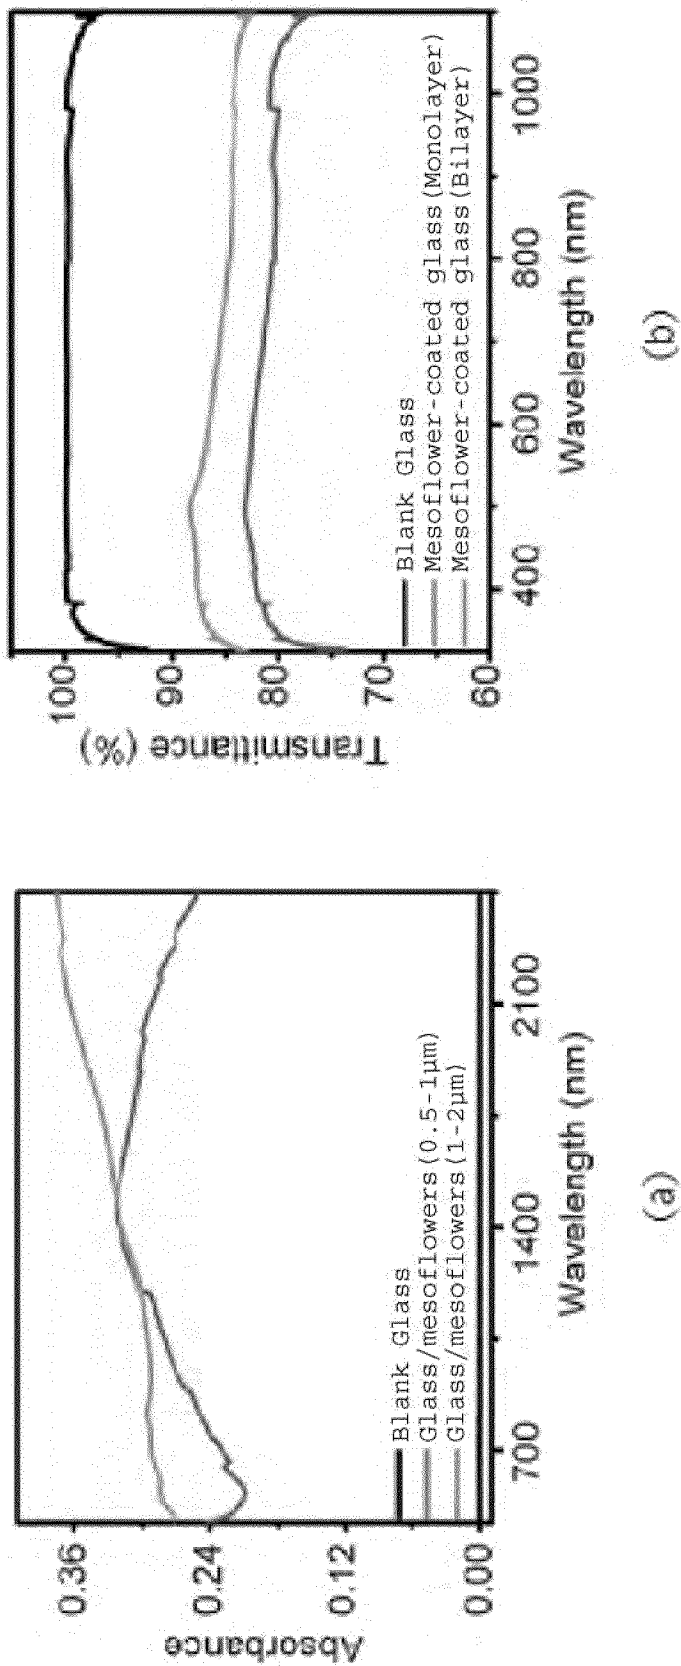 Absorbance
0.36
0.24
0.12
0.00
Blank Glass
Glass/mesoflowers(0.5-1µm)
Glass/mesoflowers(1-2µm)
700
1400
2100
Wavelength (nm)
(a)
Transmittance (%)
100
90
80
70
60
Blank Glass
Mesoflower-coated glass(Monolayer)
Mesoflower-coated glass(Bilayer)
400
600
800
1000
Wavelength (nm)
(b)